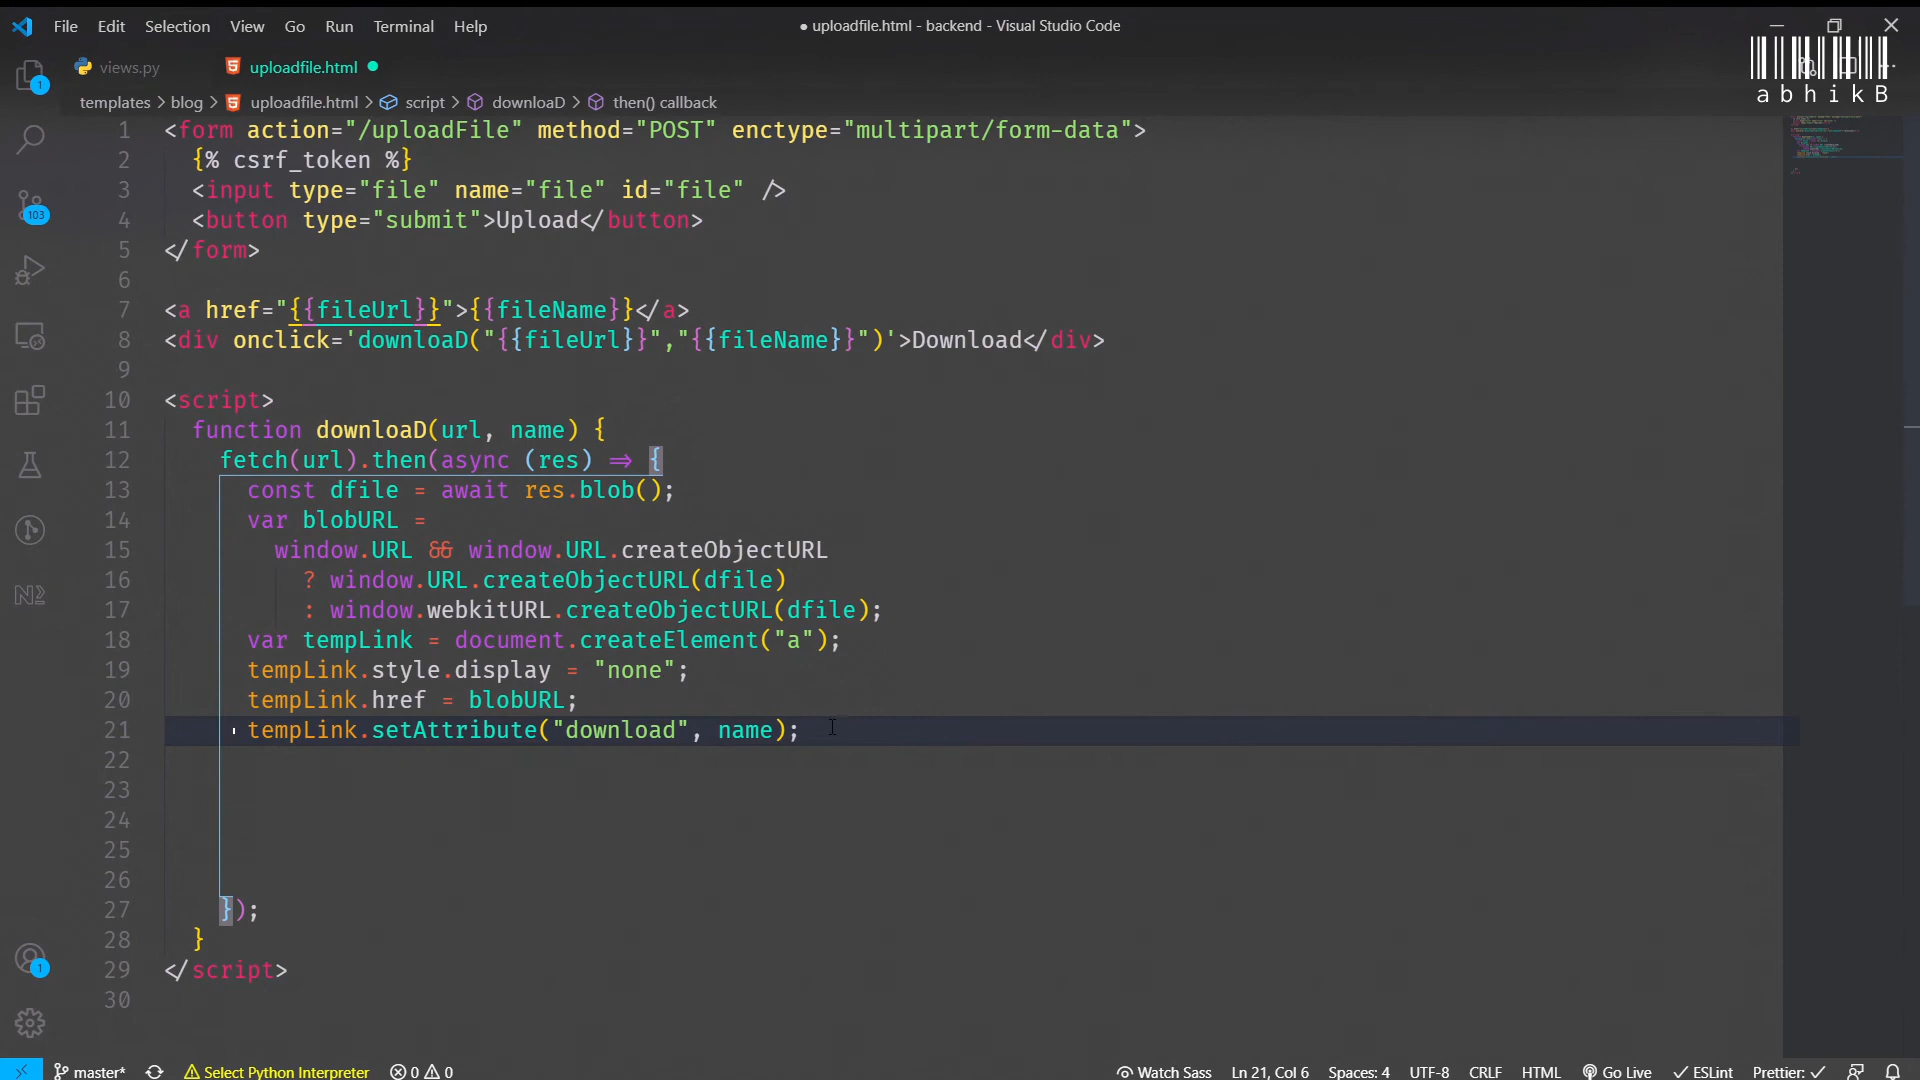 File Edit Selection View Go Run Terminal Help
● uploadfile.html - backend - Visual Studio Code
abhikB
views.py
uploadfile.html
templates > blog > uploadfile.html > script > downloaD > then() callback
1 <form action="/uploadFile" method="POST" enctype="multipart/form-data">
2 {% csrf_token %}
3 <input type="file" name="file" id="file" />
4 <button type="submit">Upload</button>
5 </form>
6
7 <a href="{{fileUrl}}">{{fileName}}</a>
8 <div onclick='downloaD("{{fileUrl}}","{{fileName}}")'>Download</div>
9
10 <script>
11 function downloaD(url, name) {
12 fetch(url).then(async (res) => {
13 const dfile = await res.blob();
14 var blobURL =
15 window.URL && window.URL.createObjectURL
16 ? window.URL.createObjectURL(dfile)
17 : window.webkitURL.createObjectURL(dfile);
18 var tempLink = document.createElement("a");
19 tempLink.style.display = "none";
20 tempLink.href = blobURL;
21 tempLink.setAttribute("download", name);
22
23
24
25
26
27 });
28 }
29 </script>
30
1
103
1
master* Select Python Interpreter 0 0 Watch Sass Ln 21, Col 6 Spaces: 4 UTF-8 CRLF HTML Go Live ESLint Prettier: ✓